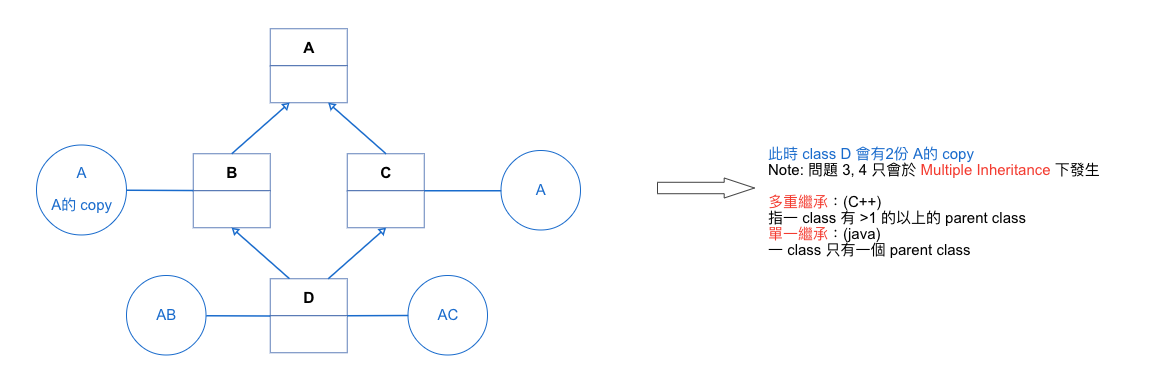 A
A
A的 copy
B
C
A
AB
D
AC
此時 class D 會有2份 A的 copy
Note: 問題 3, 4 只會於 Multiple Inheritance 下發生
多重繼承：(C++)
指一 class 有 >1 的以上的 parent class
單一繼承：(java)
一 class 只有一個 parent class